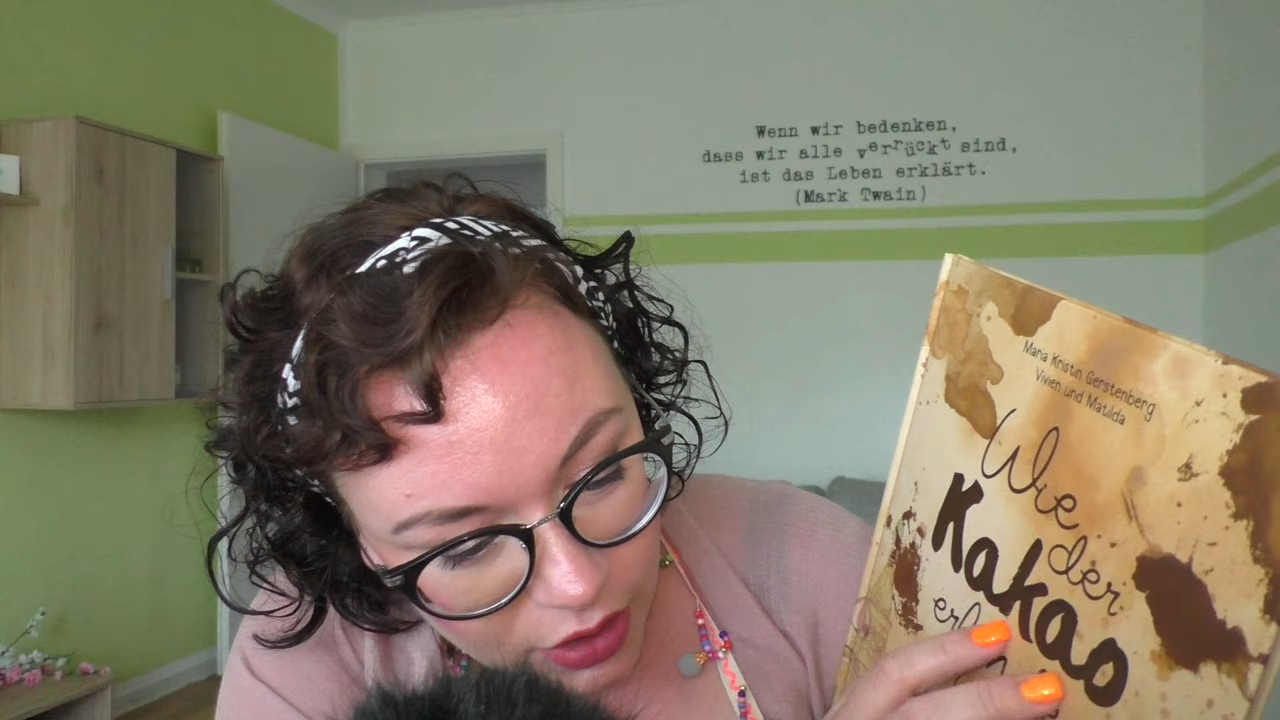 Wenn wir bedenken,
dass wir alle verrückt sind,
ist das Leben erklärt.
(Mark Twain)
Maria Kristin Gerstenberg
Vivien und Matilda
Wie
der
Kakao